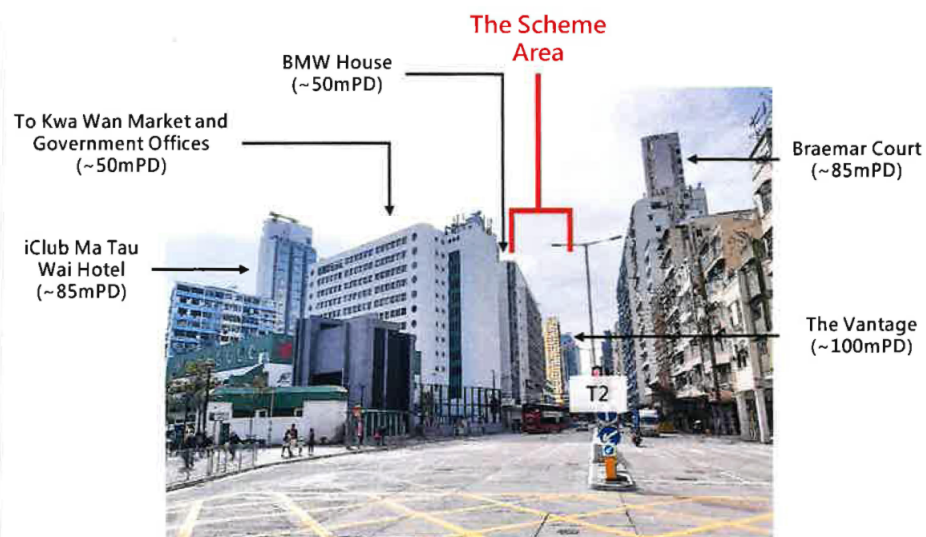 The Scheme
Area
BMW House
(~50mPD)
To Kwa Wan Market and
Government Offices
(~50mPD)
Braemar Court
(~85mPD)
iClub Ma Tau
Wai Hotel
(~85mPD)
The Vantage
(~100mPD)
T2